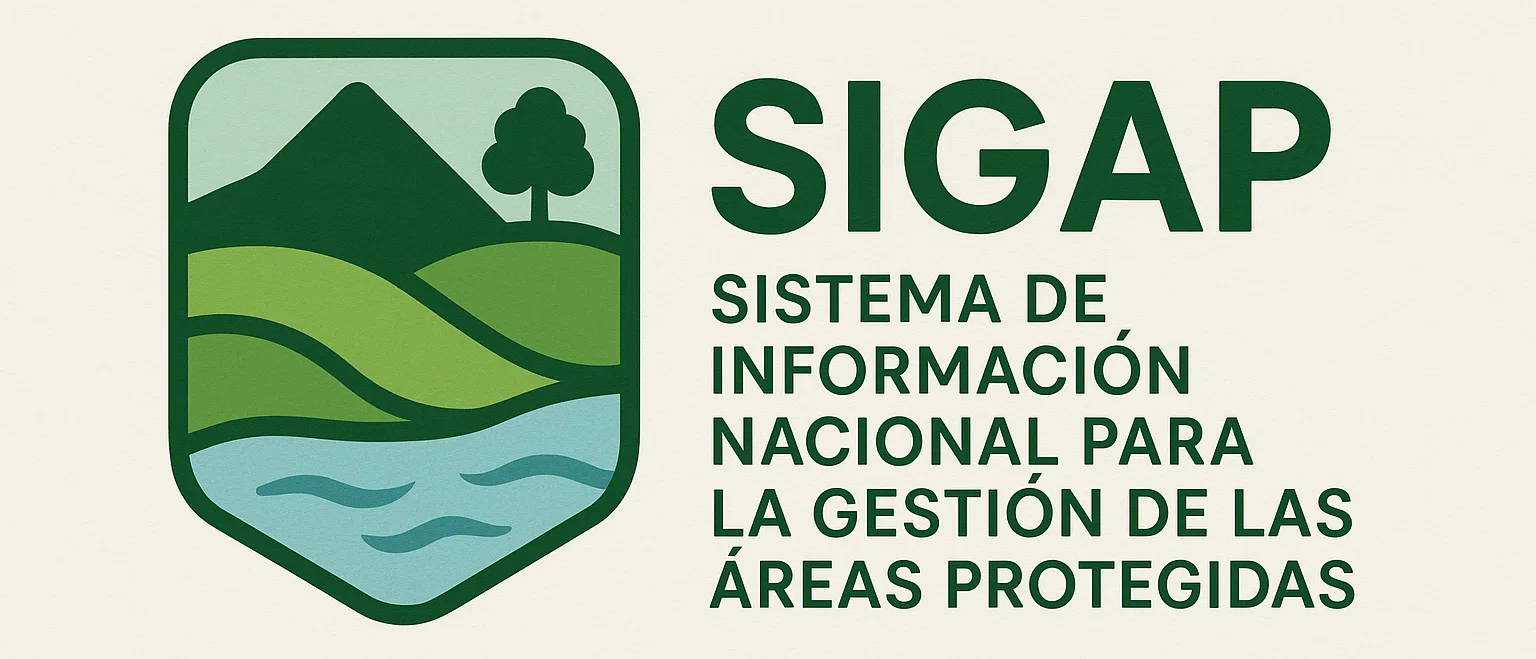 SIGAP
SISTEMA DE
INFORMACIÓN
NACIONAL PARA
LA GESTIÓN DE LAS
ÁREAS PROTEGIDAS